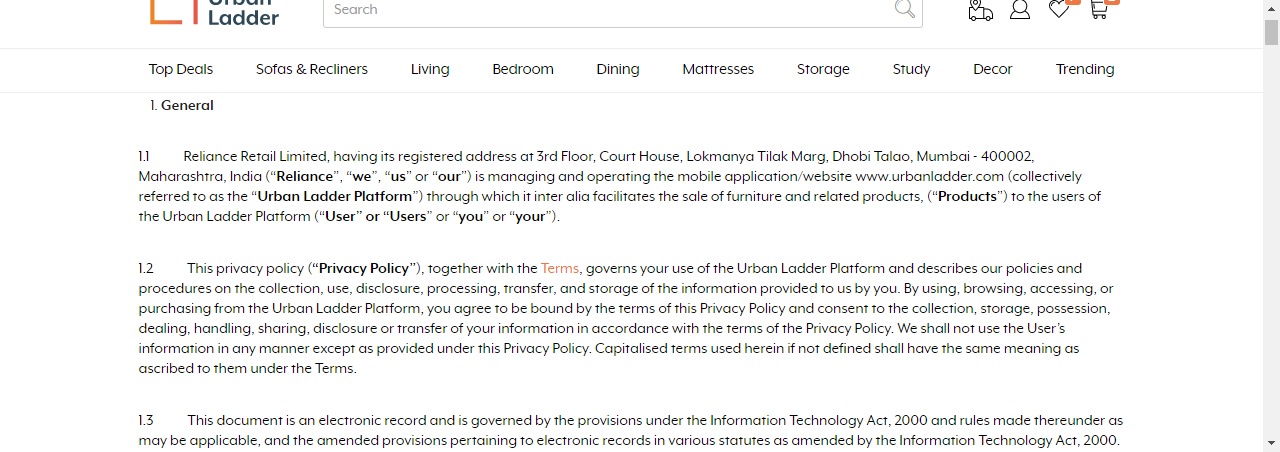 Urban
Ladder
Search
Top Deals Sofas & Recliners Living Bedroom Dining Mattresses Storage Study Decor Trending
1. General
1.1 Reliance Retail Limited, having its registered address at 3rd Floor, Court House, Lokmanya Tilak Marg, Dhobi Talao, Mumbai - 400002,
Maharashtra, India (“Reliance”, “we”, “us” or “our”) is managing and operating the mobile application/website www.urbanladder.com (collectively
referred to as the “Urban Ladder Platform”) through which it inter alia facilitates the sale of furniture and related products, (“Products”) to the users of
the Urban Ladder Platform (“User” or “Users” or “you” or “your”).
1.2 This privacy policy (“Privacy Policy”), together with the Terms, governs your use of the Urban Ladder Platform and describes our policies and
procedures on the collection, use, disclosure, processing, transfer, and storage of the information provided to us by you. By using, browsing, accessing, or
purchasing from the Urban Ladder Platform, you agree to be bound by the terms of this Privacy Policy and consent to the collection, storage, possession,
dealing, handling, sharing, disclosure or transfer of your information in accordance with the terms of the Privacy Policy. We shall not use the User’s
information in any manner except as provided under this Privacy Policy. Capitalised terms used herein if not defined shall have the same meaning as
ascribed to them under the Terms.
1.3 This document is an electronic record and is governed by the provisions under the Information Technology Act, 2000 and rules made thereunder as
may be applicable, and the amended provisions pertaining to electronic records in various statutes as amended by the Information Technology Act, 2000.